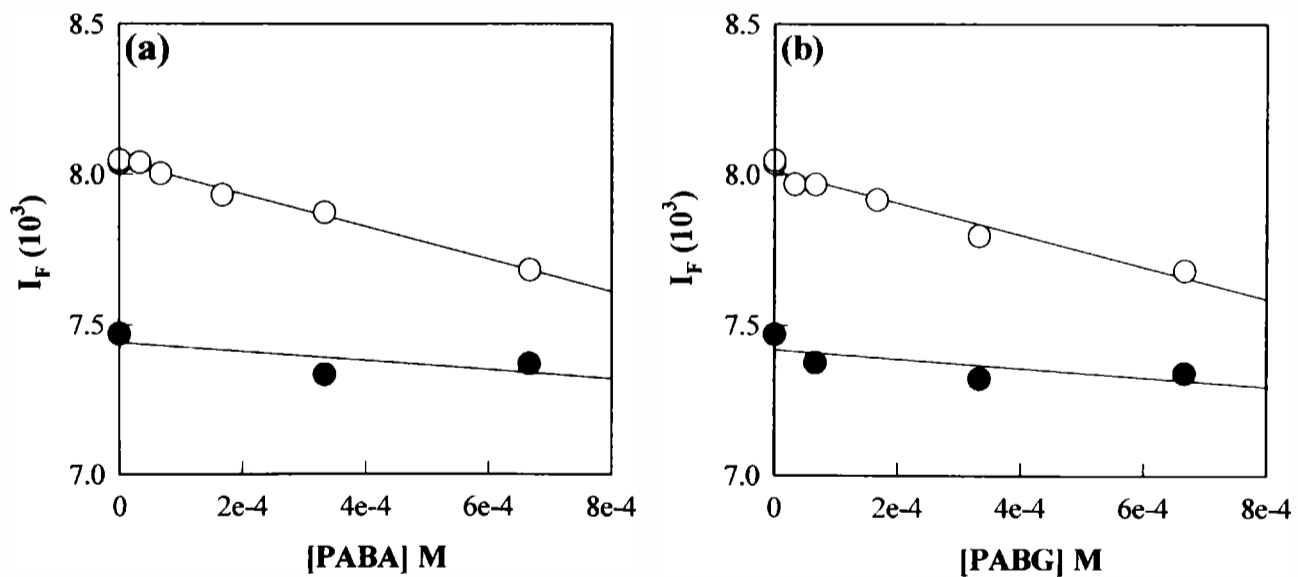 (a)
8.5
8.0
7.5
7.0
I_F (10^3)
0 2e-4 4e-4 6e-4 8e-4
[PABA] M
(b)
8.5
8.0
7.5
7.0
I_F (10^3)
0 2e-4 4e-4 6e-4 8e-4
[PABG] M